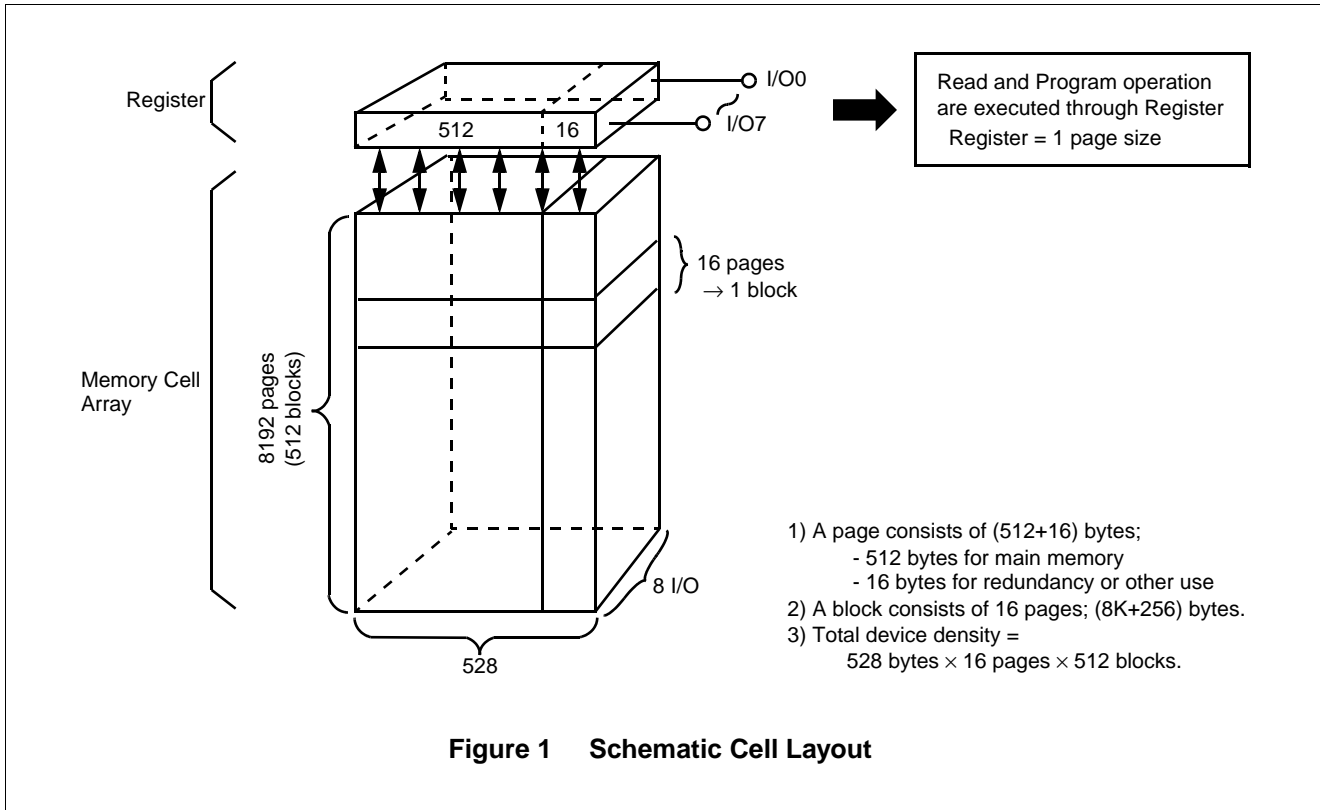 Register
512
16
I/O0
I/O7
Read and Program operation
are executed through Register
Register = 1 page size
16 pages
→ 1 block
Memory Cell
Array
8192 pages
(512 blocks)
8 I/O
528
1) A page consists of (512+16) bytes;
- 512 bytes for main memory
- 16 bytes for redundancy or other use
2) A block consists of 16 pages; (8K+256) bytes.
3) Total device density =
528 bytes × 16 pages × 512 blocks.
Figure 1 Schematic Cell Layout